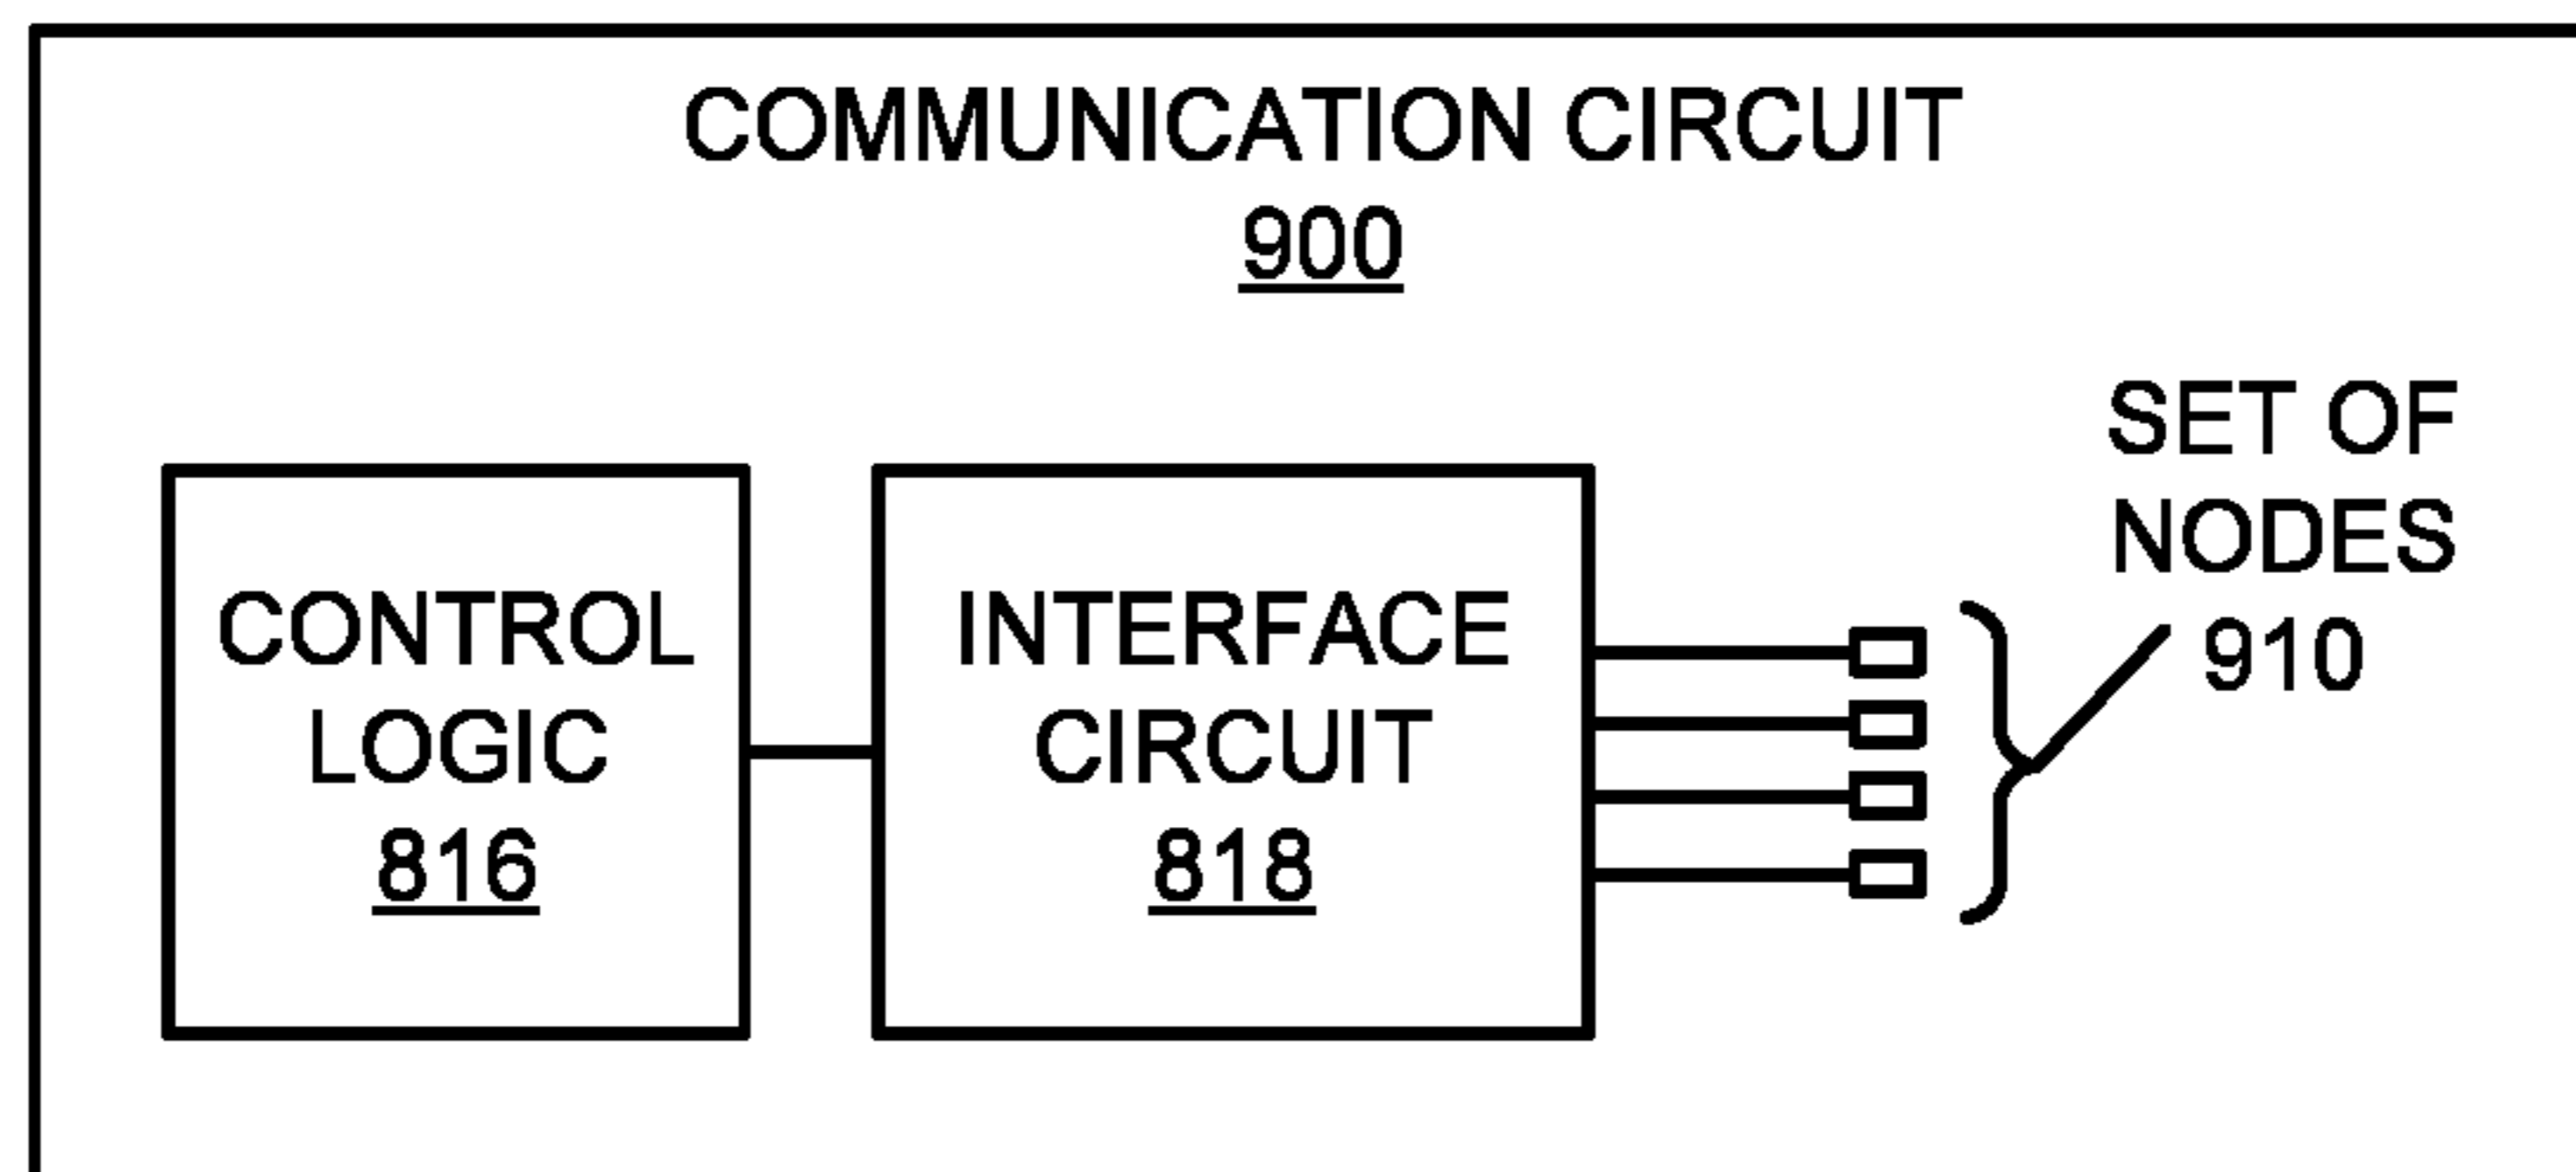 COMMUNICATION CIRCUIT
900
SET OF
NODES
910
CONTROL
LOGIC
816
INTERFACE
CIRCUIT
818